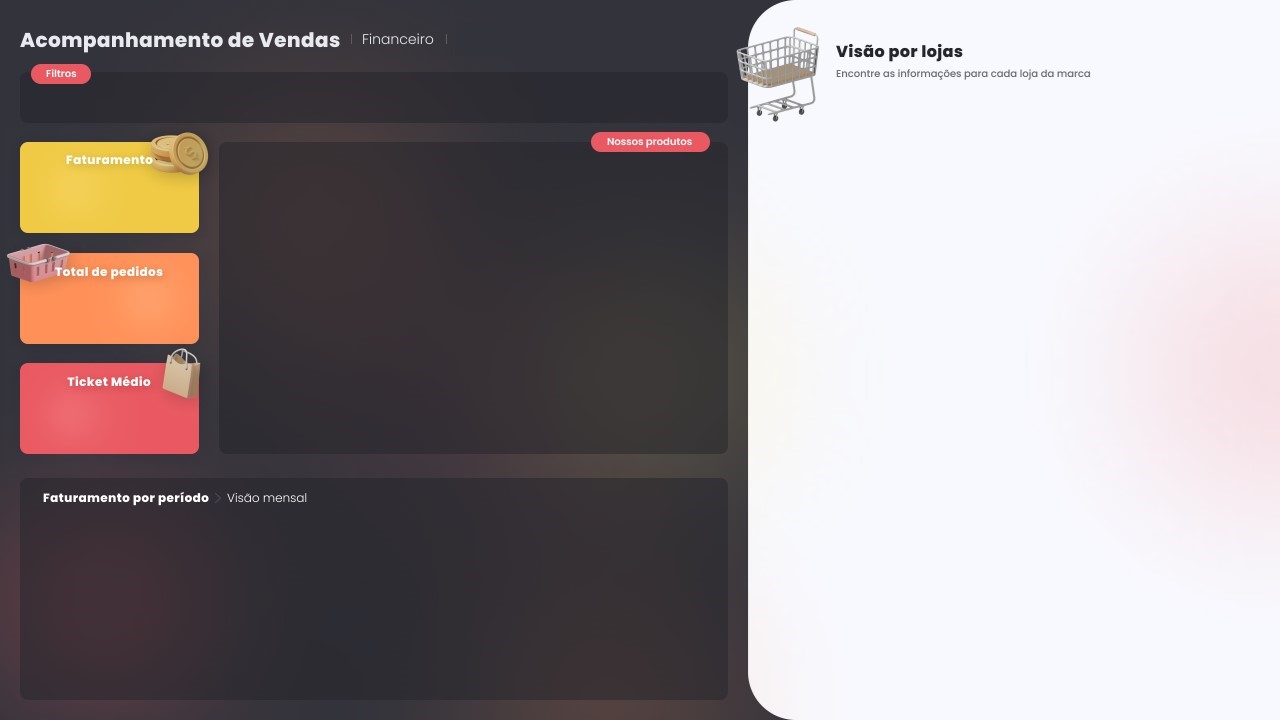 Acompanhamento de Vendas | Financeiro |
Filtros
Faturamento
Nossos produtos
Total de pedidos
Ticket Médio
Faturamento por período > Visão mensal
Visão por lojas
Encontre as informações para cada loja da marca